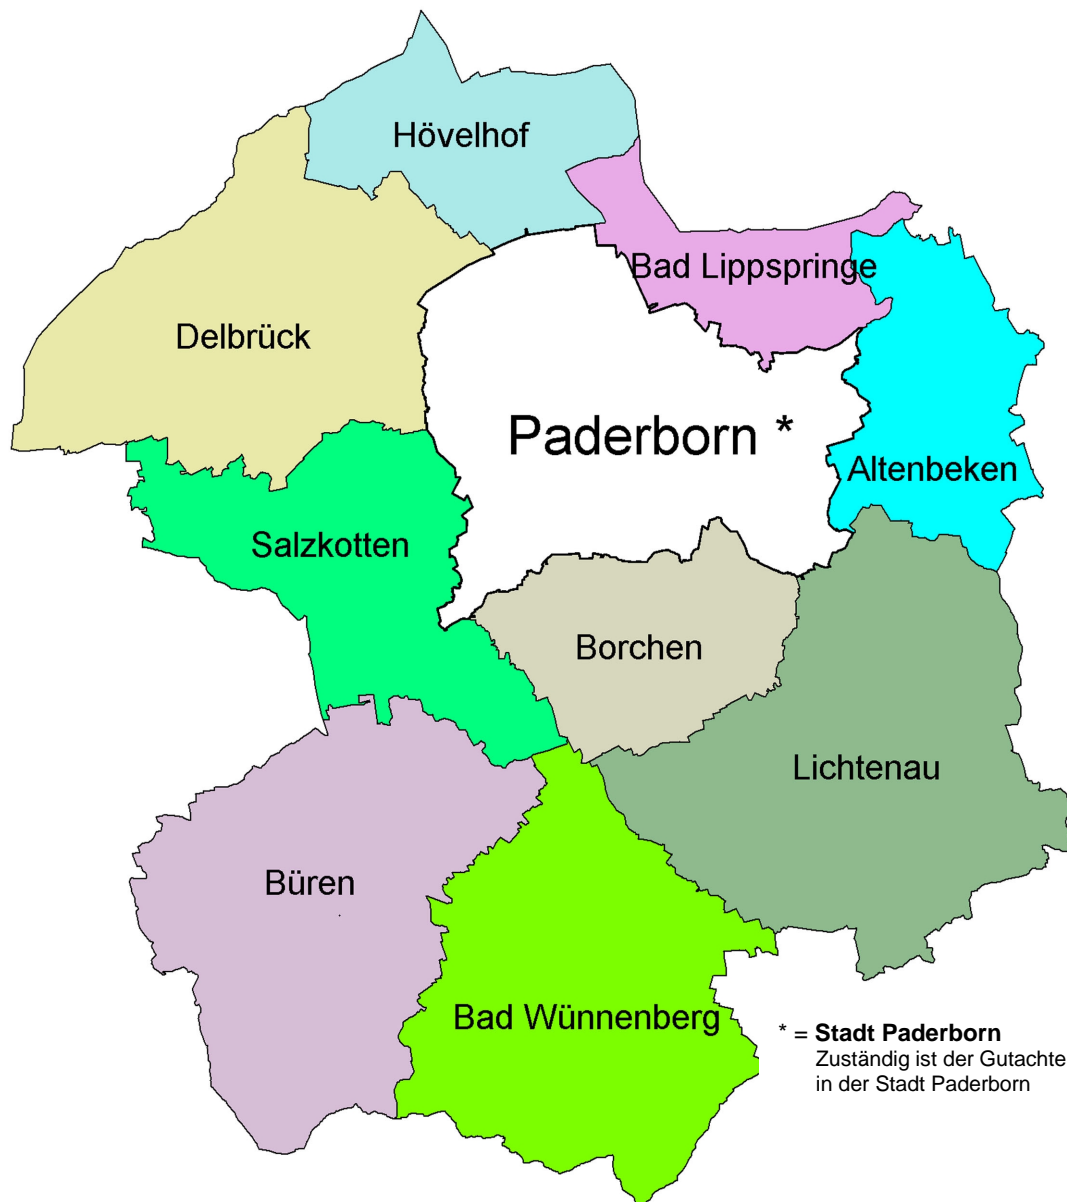 Hövelhof
Bad Lippspringe
Delbrück
Paderborn *
Altenbeken
Salzkotten
Borchen
Lichtenau
Büren
Bad Wünnenberg
* = Stadt Paderborn
Zuständig ist der Gutachte
in der Stadt Paderborn